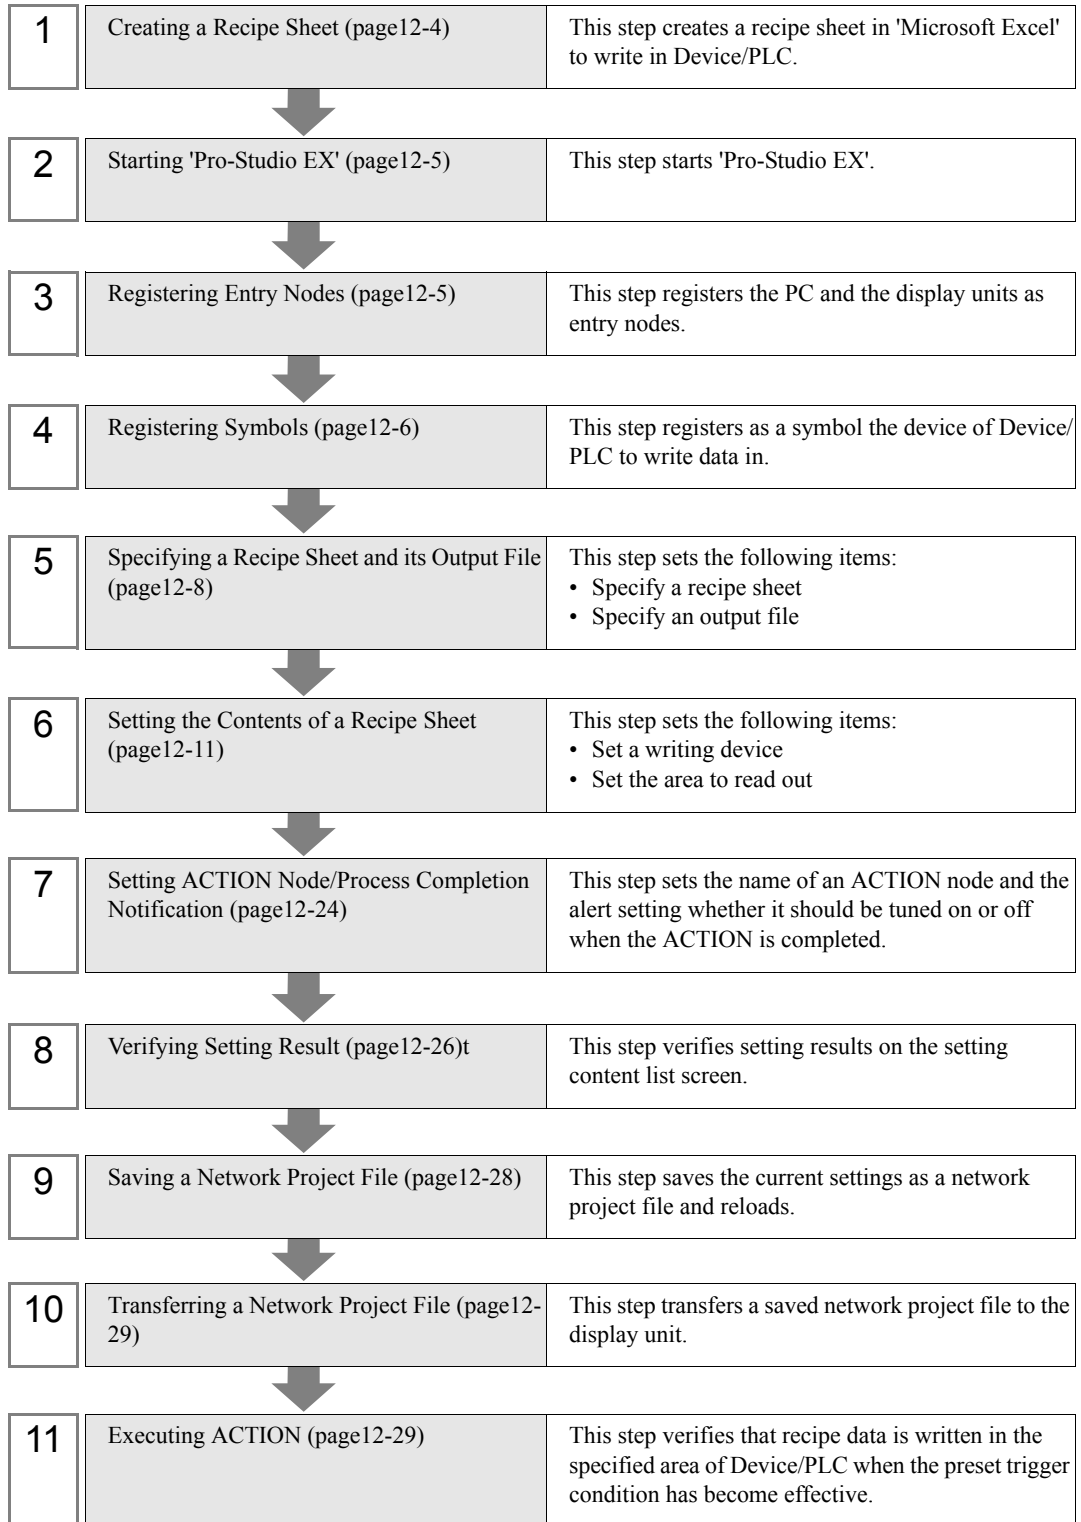 1
Creating a Recipe Sheet (page12-4)
This step creates a recipe sheet in 'Microsoft Excel'
to write in Device/PLC.
2
Starting 'Pro-Studio EX' (page12-5)
This step starts 'Pro-Studio EX'.
3
Registering Entry Nodes (page12-5)
This step registers the PC and the display units as
entry nodes.
4
Registering Symbols (page12-6)
This step registers as a symbol the device of Device/
PLC to write data in.
5
Specifying a Recipe Sheet and its Output File
(page12-8)
This step sets the following items:
• Specify a recipe sheet
• Specify an output file
6
Setting the Contents of a Recipe Sheet
(page12-11)
This step sets the following items:
• Set a writing device
• Set the area to read out
7
Setting ACTION Node/Process Completion
Notification (page12-24)
This step sets the name of an ACTION node and the
alert setting whether it should be tuned on or off
when the ACTION is completed.
8
Verifying Setting Result (page12-26)t
This step verifies setting results on the setting
content list screen.
9
Saving a Network Project File (page12-28)
This step saves the current settings as a network
project file and reloads.
10
Transferring a Network Project File (page12-
29)
This step transfers a saved network project file to the
display unit.
11
Executing ACTION (page12-29)
This step verifies that recipe data is written in the
specified area of Device/PLC when the preset trigger
condition has become effective.